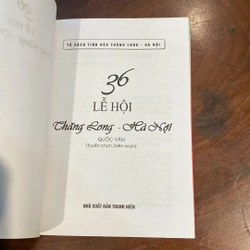 TỦ SÁCH TINH HOA THĂNG LONG - HÀ NỘI
36
LỄ HỘI
Thăng Long - Hà Nội
QUỐC VĂN
(Tuyển chọn, biên soạn)
NHÀ XUẤT BẢN THANH NIÊN